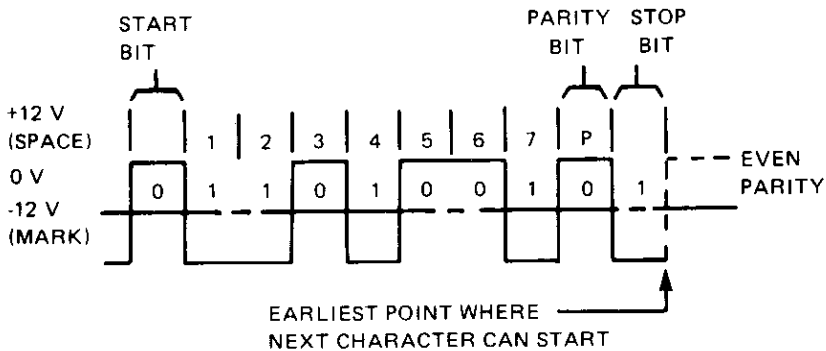 START BIT
PARITY BIT
STOP BIT
+12 V (SPACE)
1 2 3 4 5 6 7 P
0 V
0 1 1 0 1 0 0 1 0 1
-12 V (MARK)
EVEN PARITY
EARLIEST POINT WHERE
NEXT CHARACTER CAN START